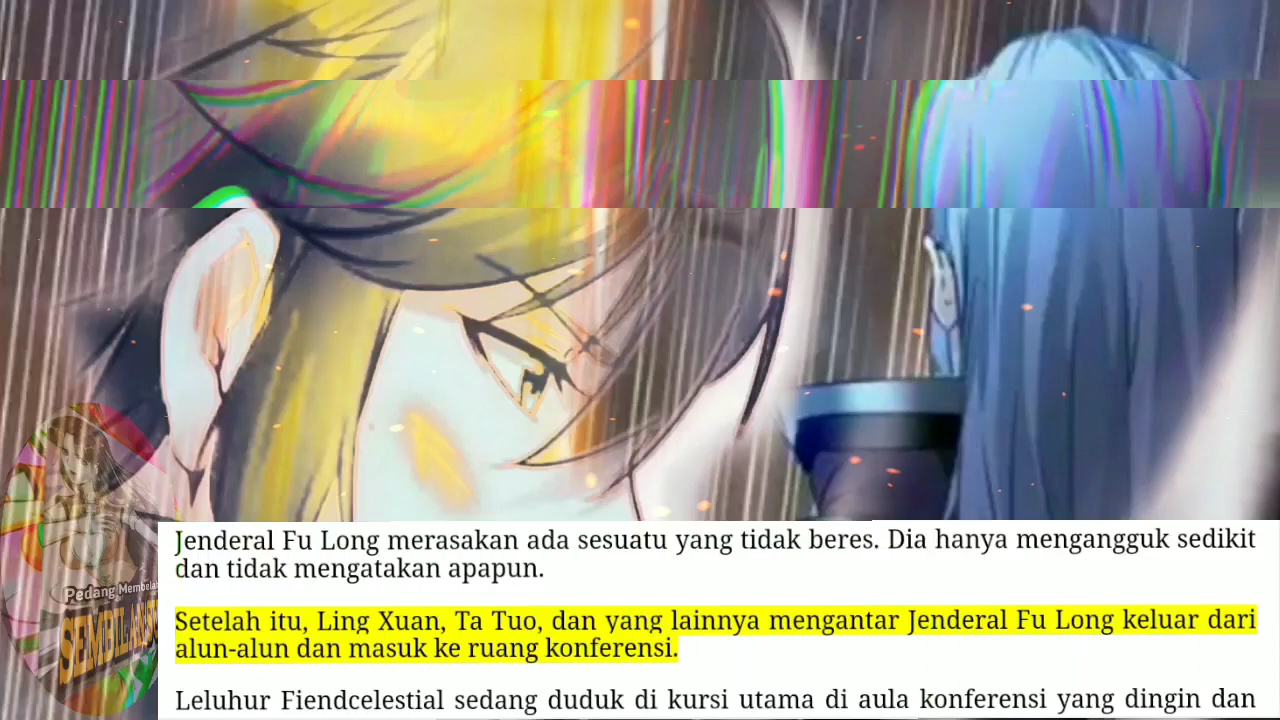 Pedang Membelah
SEMBILAN
Jenderal Fu Long merasakan ada sesuatu yang tidak beres. Dia hanya mengangguk sedikit
dan tidak mengatakan apapun.
Setelah itu, Ling Xuan, Ta Tuo, dan yang lainnya mengantar Jenderal Fu Long keluar dari
alun-alun dan masuk ke ruang konferensi.
Leluhur Fiendcelestial sedang duduk di kursi utama di aula konferensi yang dingin dan